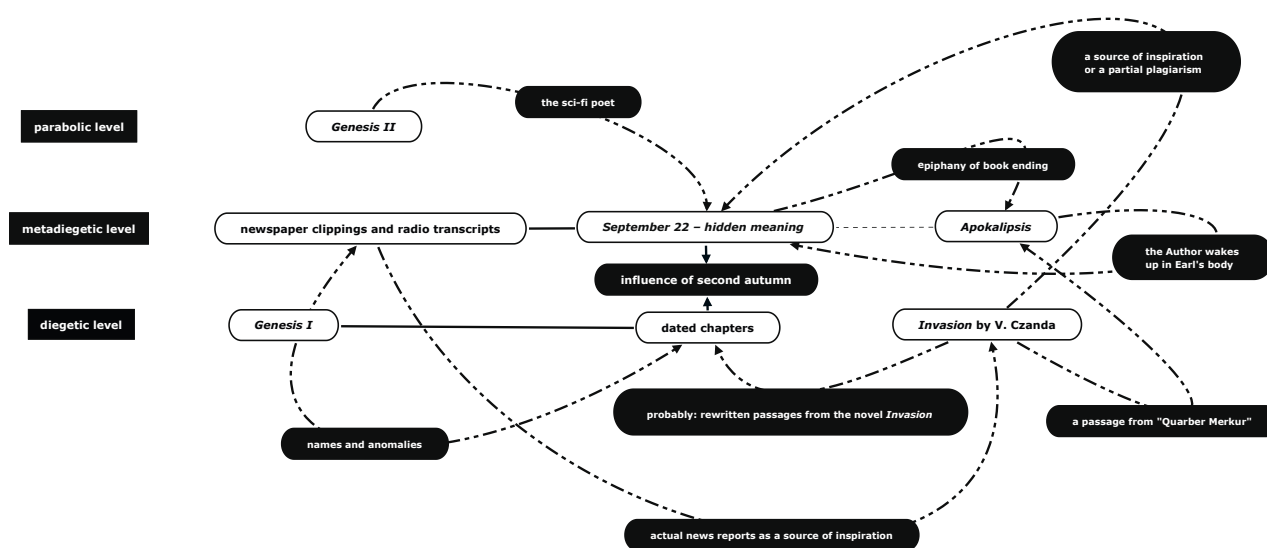 a source of inspiration
or a partial plagiarism
the sci-fi poet
parabolic level
Genesis II
epiphany of book ending
metadiegetic level
newspaper clippings and radio transcripts
September 22 – hidden meaning
Apokalipsis
the Author wakes
up in Earl's body
influence of second autumn
diegetic level
Genesis I
dated chapters
Invasion by V. Czanda
probably: rewritten passages from the novel Invasion
a passage from "Quarber Merkur"
names and anomalies
actual news reports as a source of inspiration